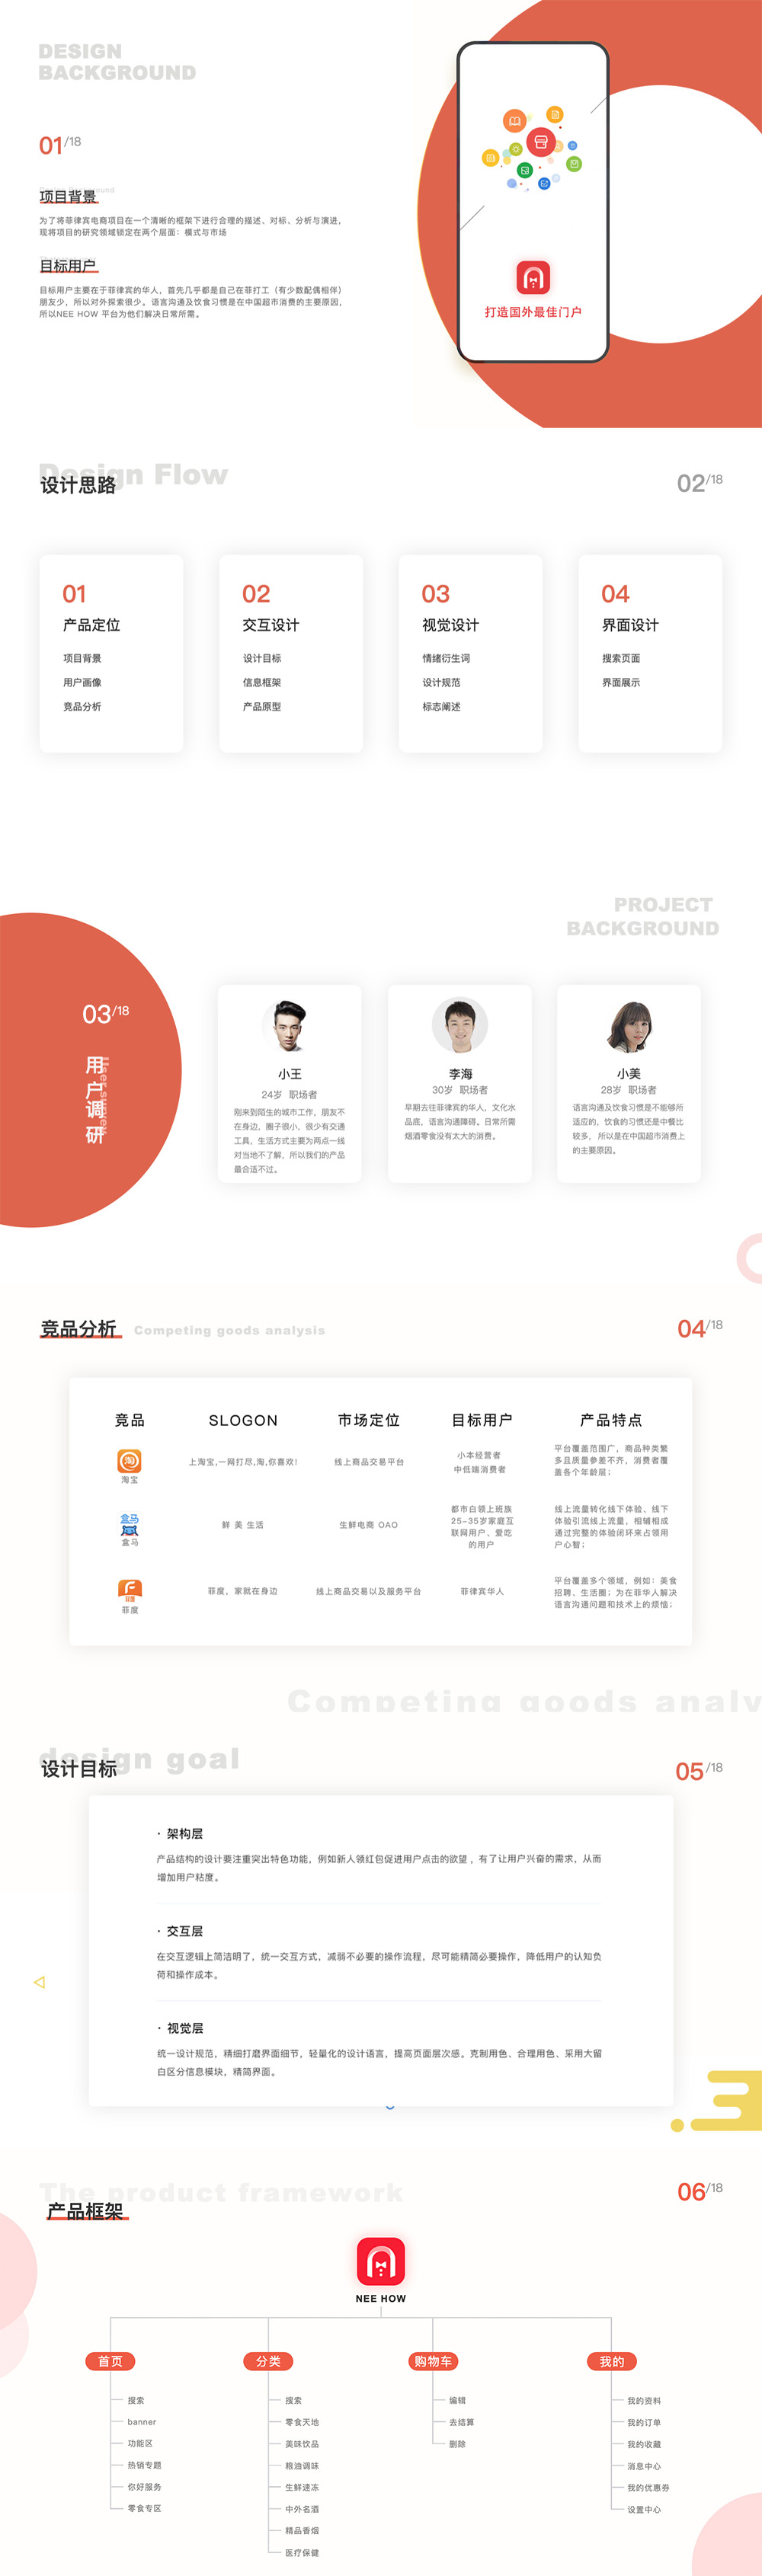 DESIGN
BACKGROUND
01/18
项目背景
为了将菲律宾电商项目在一个清晰的框架下进行合理的描述、对标、分析与演进，
现将项目的研究领域锁定在两个层面：模式与市场
目标用户
目标用户主要在于菲律宾的华人，首先几乎都是自己在菲打工（有少数配偶相伴）
朋友少，所以对外探索很少。语言沟通及饮食习惯是在中国超市消费的主要原因，
所以NEE HOW 平台为他们解决日常所需。
打造国外最佳门户
Design Flow
设计思路
02/18
01
产品定位
项目背景
用户画像
竞品分析
02
交互设计
设计目标
信息框架
产品原型
03
视觉设计
情绪衍生词
设计规范
标志阐述
04
界面设计
搜索页面
界面展示
PROJECT
BACKGROUND
03/18
用户调研
小王
24岁 职场者
刚来到陌生的城市工作，朋友不
在身边，圈子很小，很少有交通
工具，生活方式主要为两点一线
对当地不了解，所以我们的产品
最合适不过。
李海
30岁 职场者
早期去往菲律宾的华人，文化水
品底，语言沟通障碍。日常所需
烟酒零食没有太大的消费。
小美
28岁 职场者
语言沟通及饮食习惯是不能够所
适应的，饮食的习惯还是中餐比
较多， 所以是在中国超市消费上
的主要原因。
竞品分析
Competing goods analysis
04/18
竞品
SLOGON
市场定位
目标用户
产品特点
淘
淘宝
上淘宝,一网打尽,淘,你喜欢!
线上商品交易平台
小本经营者
中低端消费者
平台覆盖范围广，商品种类繁
多且质量参差不齐，消费者覆
盖各个年龄层；
盒马
盒马
鲜 美 生活
生鲜电商 OAO
都市白领上班族
25-35岁家庭互
联网用户、爱吃
的用户
线上流量转化线下体验、线下
体验引流线上流量，相辅相成
通过完整的体验闭环来占领用
户心智；
菲度
菲度
菲度，家就在身边
线上商品交易以及服务平台
菲律宾华人
平台覆盖多个领域，例如：美食
招聘、生活圈；为在菲华人解决
语言沟通问题和技术上的烦恼；
Competing goods analy
design goal
设计目标
05/18
· 架构层
产品结构的设计要注重突出特色功能，例如新人领红包促进用户点击的欲望 ，有了让用户兴奋的需求，从而
增加用户粘度。
· 交互层
在交互逻辑上简洁明了，统一交互方式，减弱不必要的操作流程，尽可能精简必要操作，降低用户的认知负
荷和操作成本。
· 视觉层
统一设计规范，精细打磨界面细节，轻量化的设计语言，提高页面层次感。克制用色、合理用色、采用大留
白区分信息模块，精简界面。
The product framework
产品框架
06/18
NEE HOW
首页
搜索
banner
功能区
热销专题
你好服务
零食专区
分类
搜索
零食天地
美味饮品
粮油调味
生鲜速冻
中外名酒
精品香烟
医疗保健
购物车
编辑
去结算
删除
我的
我的资料
我的订单
我的收藏
消息中心
我的优惠券
设置中心